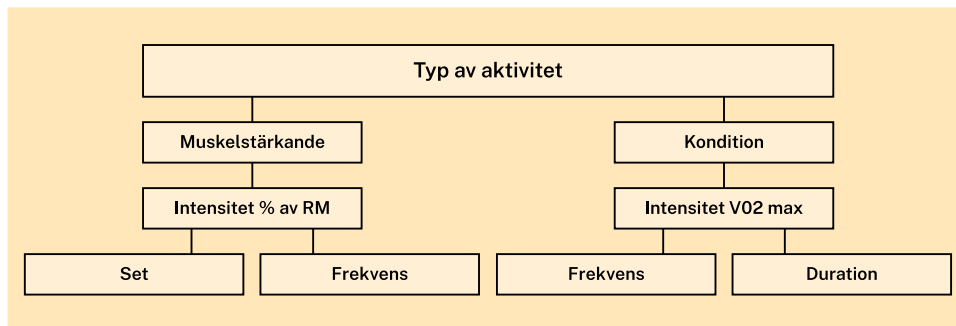 Typ av aktivitet
Muskelstärkande
Kondition
Intensitet % av RM
Intensitet V02 max
Set
Frekvens
Frekvens
Duration